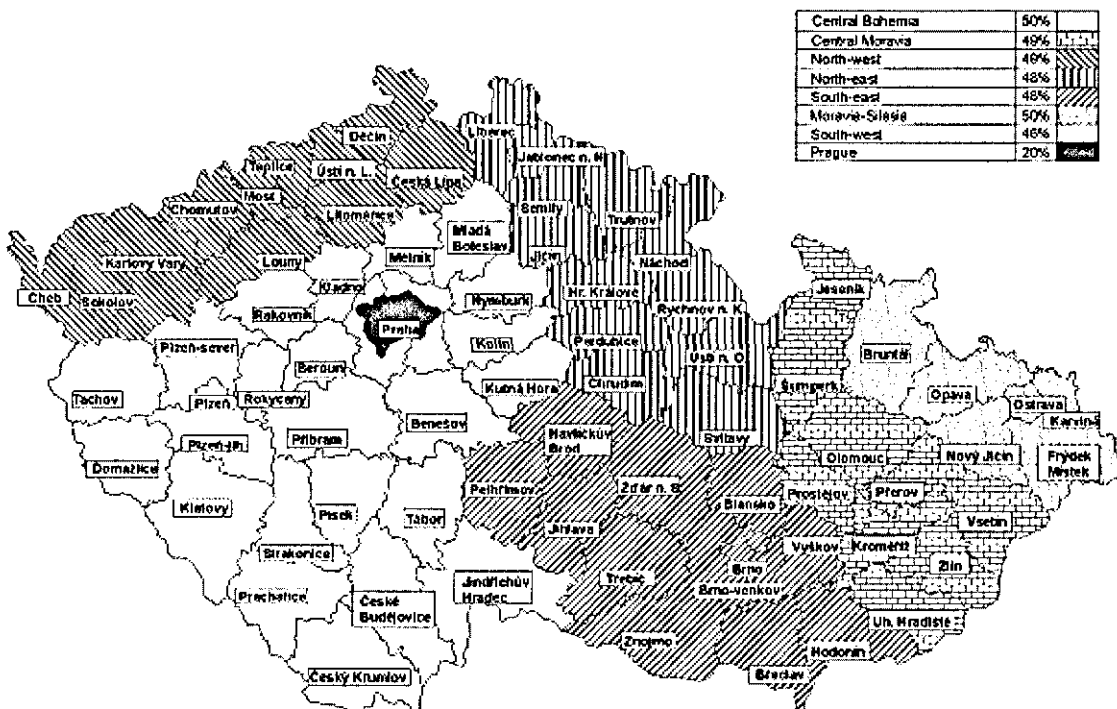 Central Bohemia 50%
Central Moravia 49%
North-west
North-east 48%
South-east 48%
Moravia-Silesia 50%
South-west
Prague 20%
Děčín
Liberec
Teplice
Ústí n. L.
Česká Lípa
Jablonec n. N
Most
Chomutov
Litoměřice
Semily
Trutnov
Mladá
Boleslav
Mělník
Jičín
Náchod
Karlovy Vary
Louny
Cheb
Sokolov
Kladno
Nymburk
Hr. Králové
Jeseník
Rakovník
Praha
Rychnov n. K
Plzeň-sever
Kolín
Pardubice
Bruntál
Beroun
Ústí n. O
Tachov
Plzeň
Rokycany
Kutná Hora
Chrudim
Šumperk
Opava
Ostrava
Karviná
Benešov
Plzeň-jih
Příbram
Havlíčkův
Brod
Svitavy
Domažlice
Olomouc
Nový Jičín
Frýdek
Místek
Pelhřimov
Žďár n. S.
Prostějov
Přerov
Klatovy
Písek
Tábor
Blansko
Vsetín
Jihlava
Vyškov
Kroměříž
Strakonice
Zlín
Jindřichův
Hradec
Třebíč
Brno
Brno-venkov
Prachatice
České
Budějovice
Uh. Hradiště
Znojmo
Hodonín
Český Krumlov
Břeclav